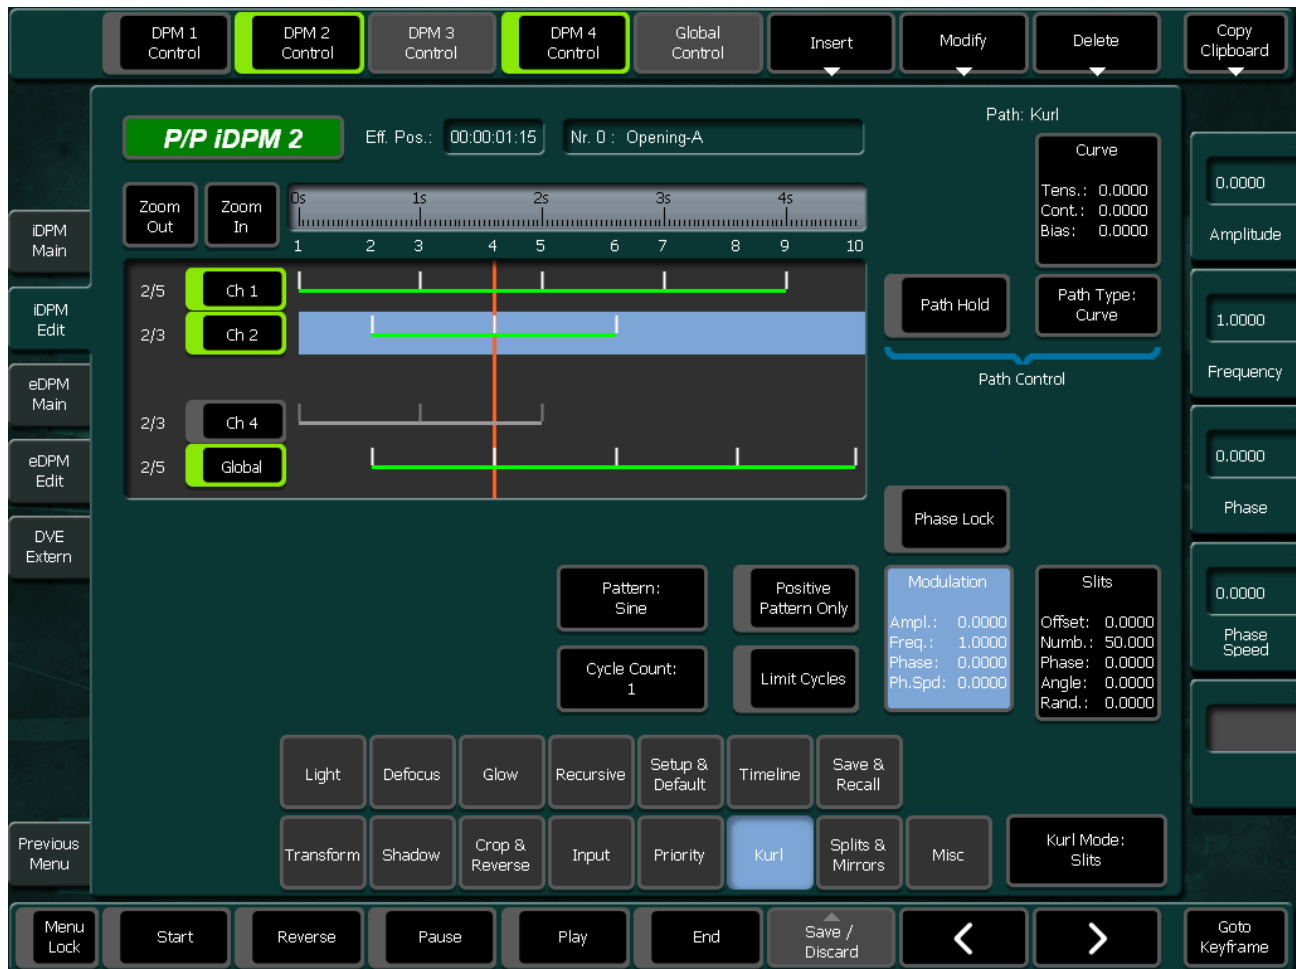 DPM 1
Control
DPM 2
Control
DPM 3
Control
DPM 4
Control
Global
Control
Insert
Modify
Delete
Copy
Clipboard
P/P iDPM 2
Eff. Pos.:
00:00:01:15
Nr. 0 :  Opening-A
Path: Kurl
Zoom
Out
Zoom
In
0s 1s 2s 3s 4s
1 2 3 4 5 6 7 8 9 10
2/5 Ch 1
2/3 Ch 2
2/3 Ch 4
2/5 Global
Curve
Tens.: 0.0000
Cont.: 0.0000
Bias: 0.0000
Path Hold
Path Type:
Curve
Path Control
Phase Lock
Pattern:
Sine
Positive
Pattern Only
Cycle Count:
1
Limit Cycles
Modulation
Ampl.: 0.0000
Freq.: 1.0000
Phase: 0.0000
Ph.Spd: 0.0000
Slits
Offset: 0.0000
Numb.: 50.000
Phase: 0.0000
Angle: 0.0000
Rand.: 0.0000
iDPM
Main
iDPM
Edit
eDPM
Main
eDPM
Edit
DVE
Extern
Previous
Menu
0.0000
Amplitude
1.0000
Frequency
0.0000
Phase
0.0000
Phase
Speed
Light
Defocus
Glow
Recursive
Setup &
Default
Timeline
Save &
Recall
Transform
Shadow
Crop &
Reverse
Input
Priority
Kurl
Splits &
Mirrors
Misc
Kurl Mode:
Slits
Menu
Lock
Start
Reverse
Pause
Play
End
Save /
Discard
<
>
Goto
Keyframe